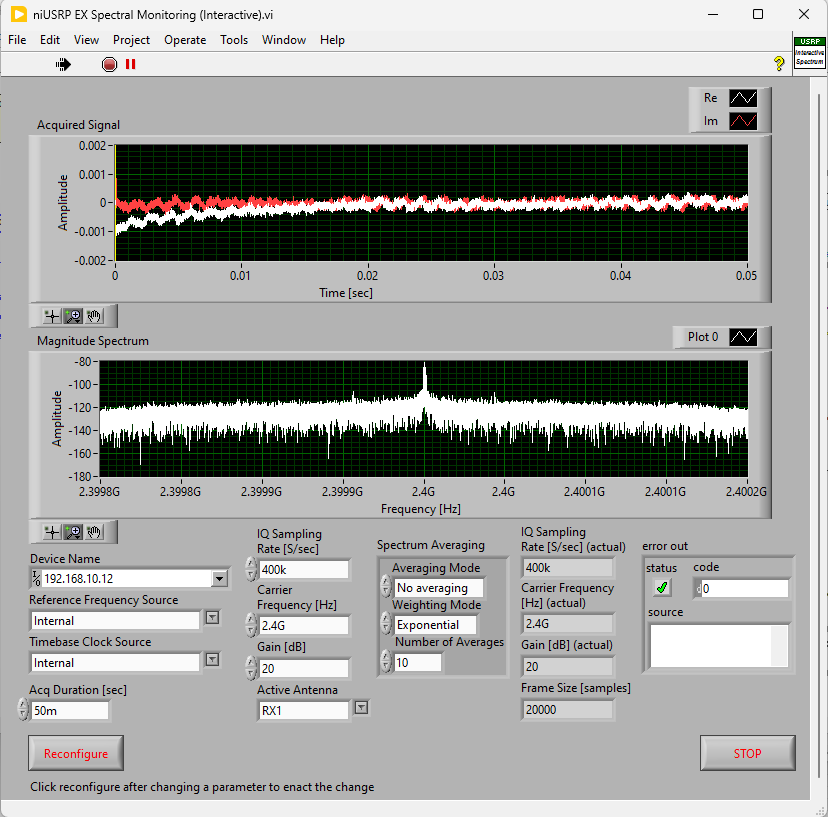 niUSRP EX Spectral Monitoring (Interactive).vi
File Edit View Project Operate Tools Window Help
USRP
Interactive
Spectrum
?
Re
Im
Acquired Signal
Amplitude
0.002
0.001
0
-0.001
-0.002
0 0.01 0.02 0.03 0.04 0.05
Time [sec]
Plot 0
Magnitude Spectrum
Amplitude
-80
-100
-120
-140
-160
-180
2.3998G 2.3998G 2.3999G 2.3999G 2.4G 2.4G 2.4001G 2.4001G 2.4002G
Frequency [Hz]
Device Name
192.168.10.12
Reference Frequency Source
Internal
Timebase Clock Source
Internal
Acq Duration [sec]
50m
IQ Sampling
Rate [S/sec]
400k
Carrier
Frequency [Hz]
2.4G
Gain [dB]
20
Active Antenna
RX1
Spectrum Averaging
Averaging Mode
No averaging
Weighting Mode
Exponential
Number of Averages
10
IQ Sampling
Rate [S/sec] (actual)
400k
Carrier Frequency
[Hz] (actual)
2.4G
Gain [dB] (actual)
20
Frame Size [samples]
20000
error out
status code
d 0
source
Reconfigure
STOP
Click reconfigure after changing a parameter to enact the change